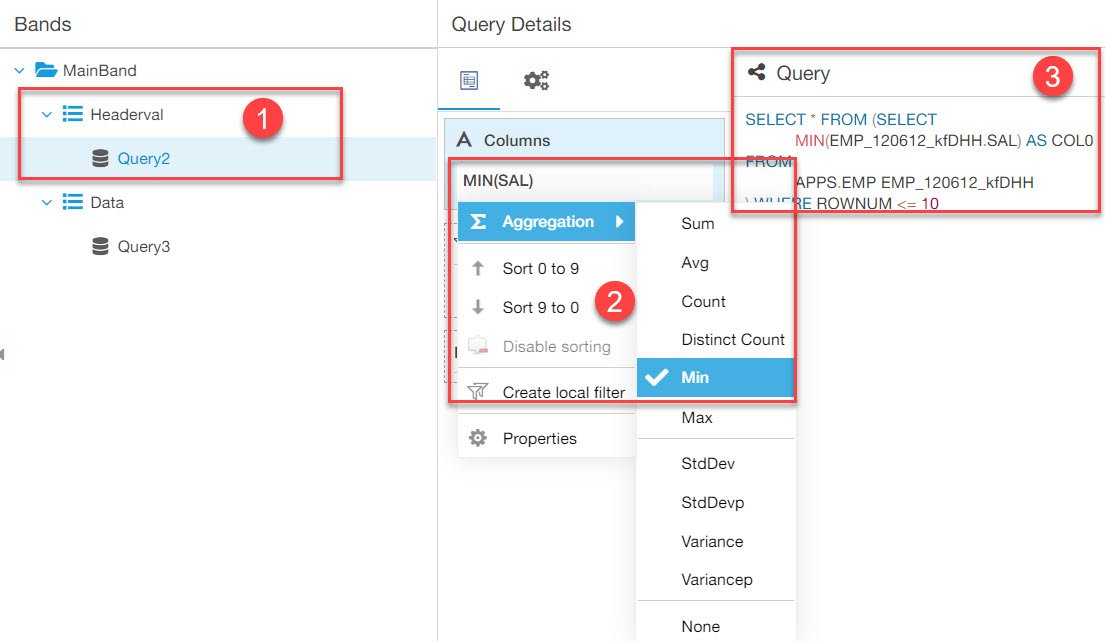 Bands
MainBand
Headerval
1
Query2
Data
Query3
Query Details
Columns
MIN(SAL)
Aggregation
Sort 0 to 9
Sort 9 to 0
2
Disable sorting
Create local filter
Properties
Sum
Avg
Count
Distinct Count
Min
Max
StdDev
StdDevp
Variance
Variancep
None
Query
3
SELECT * FROM (SELECT
MIN(EMP_120612_kfDHH.SAL) AS COL0
FROM
APPS.EMP EMP_120612_kfDHH
) WHERE ROWNUM <= 10